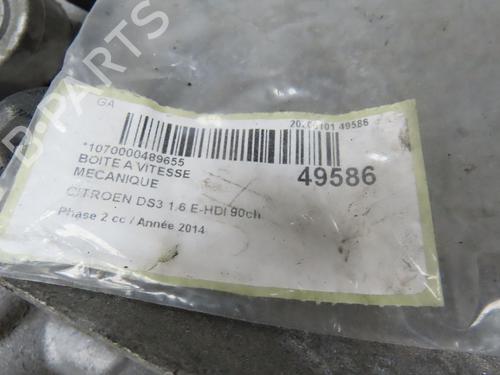 GA
*1070000489655
BOITE A VITESSE
MECANIQUE
49586
CITROEN DS3 1.6 E-HDI 90ch
Phase 2 cc / Année 2014
B-PARTS